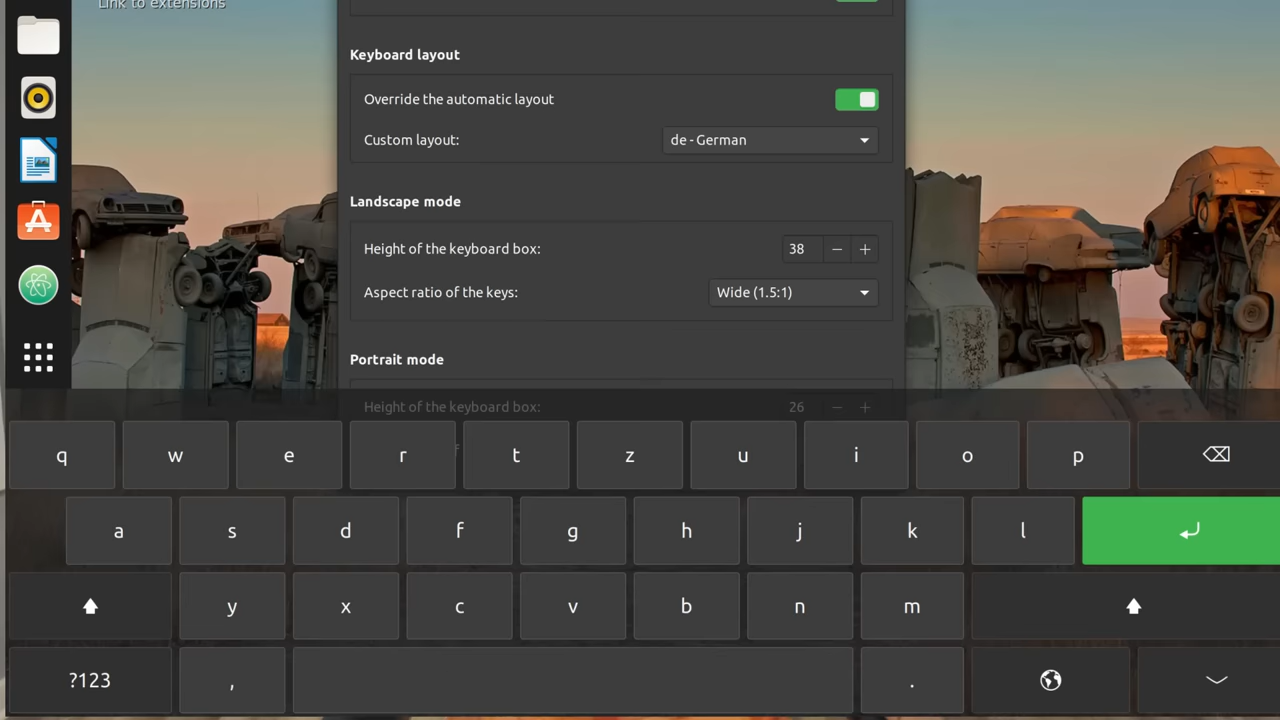 Link to extensions
Keyboard layout
Override the automatic layout
Custom layout: de - German
Landscape mode
Height of the keyboard box: 38 − +
Aspect ratio of the keys: Wide (1.5:1)
Portrait mode
Height of the keyboard box: 26 − +
q w e r t z u i o p
a s d f g h j k l
y x c v b n m
?123 , .